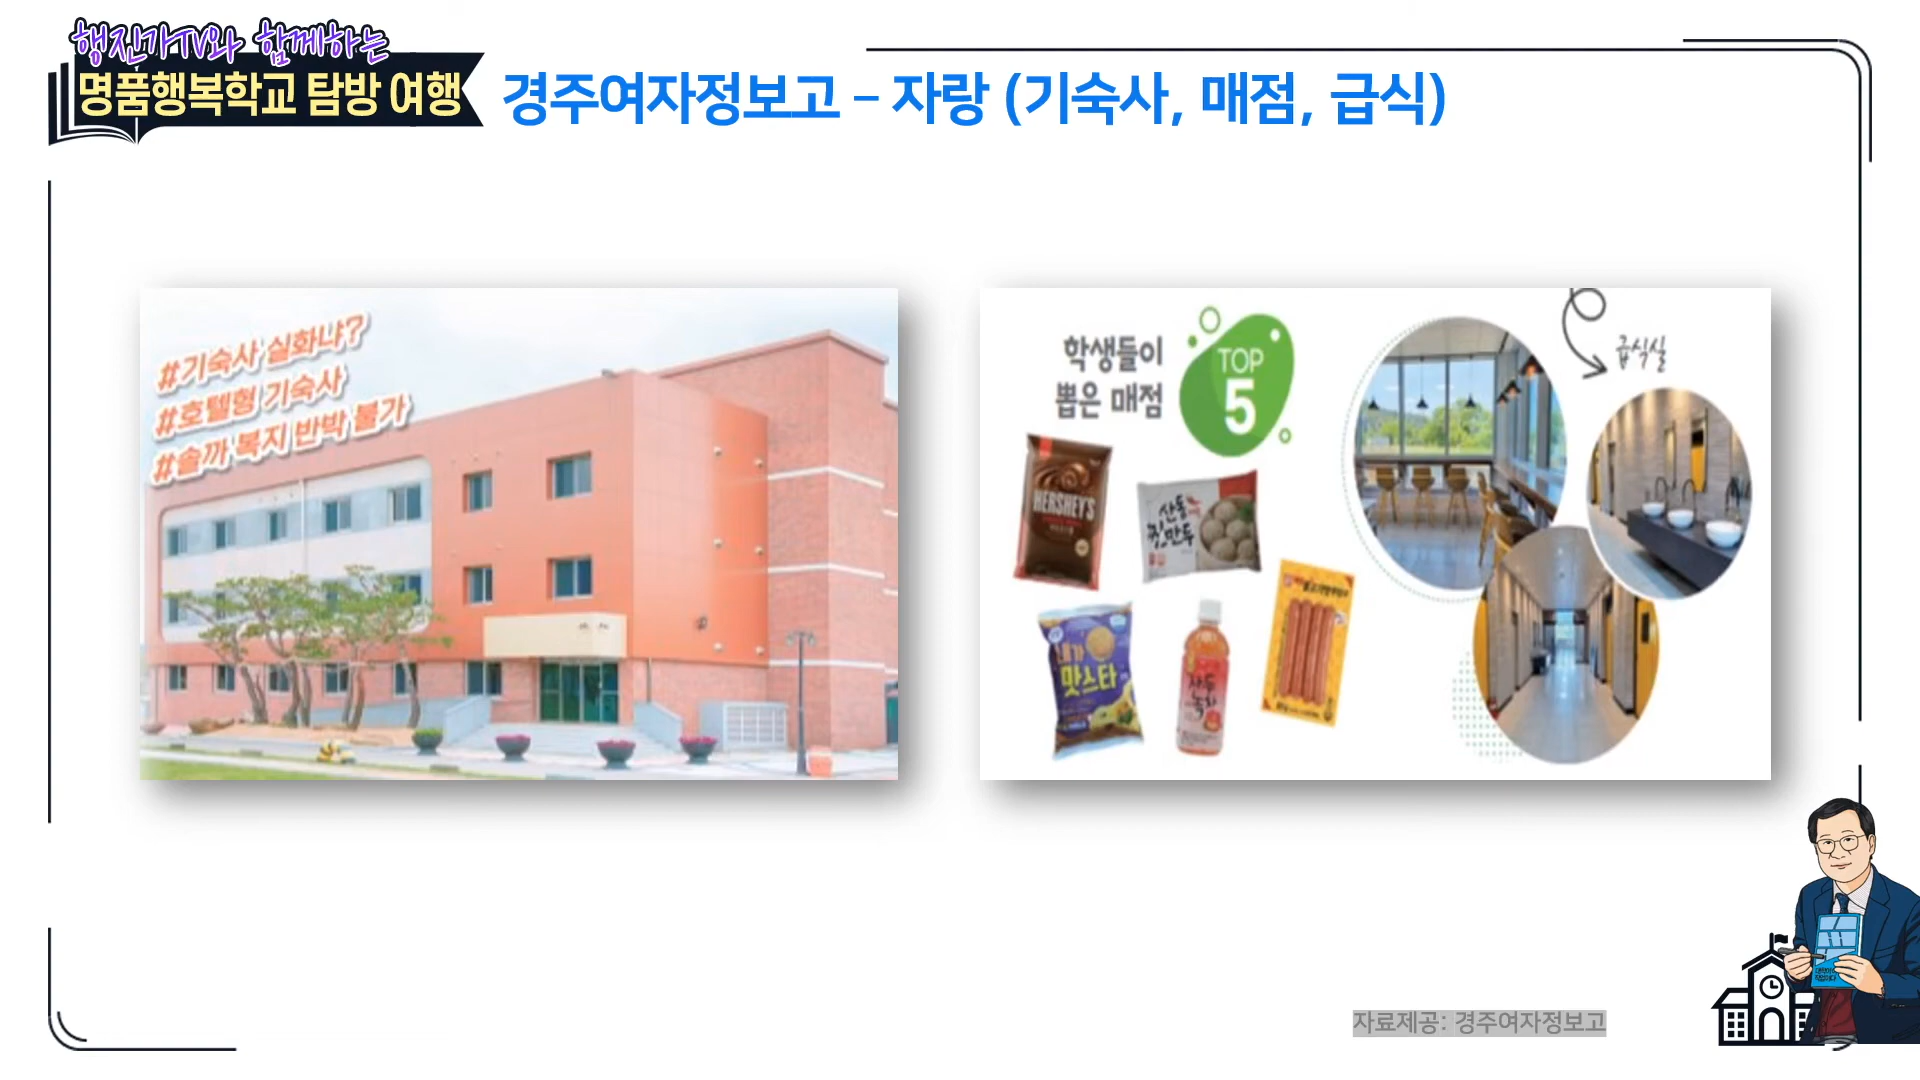 행진가TV와 함께하는
명품행복학교 탐방 여행
경주여자정보고 – 자랑 (기숙사, 매점, 급식)
#기숙사 실화냐?
#호텔형 기숙사
#솔까 복지 반박 불가
학생들이
뽑은 매점
TOP
5
급식실
HERSHEY'S
산동
만두
내가
맛스타
자두
녹차
자료제공: 경주여자정보고